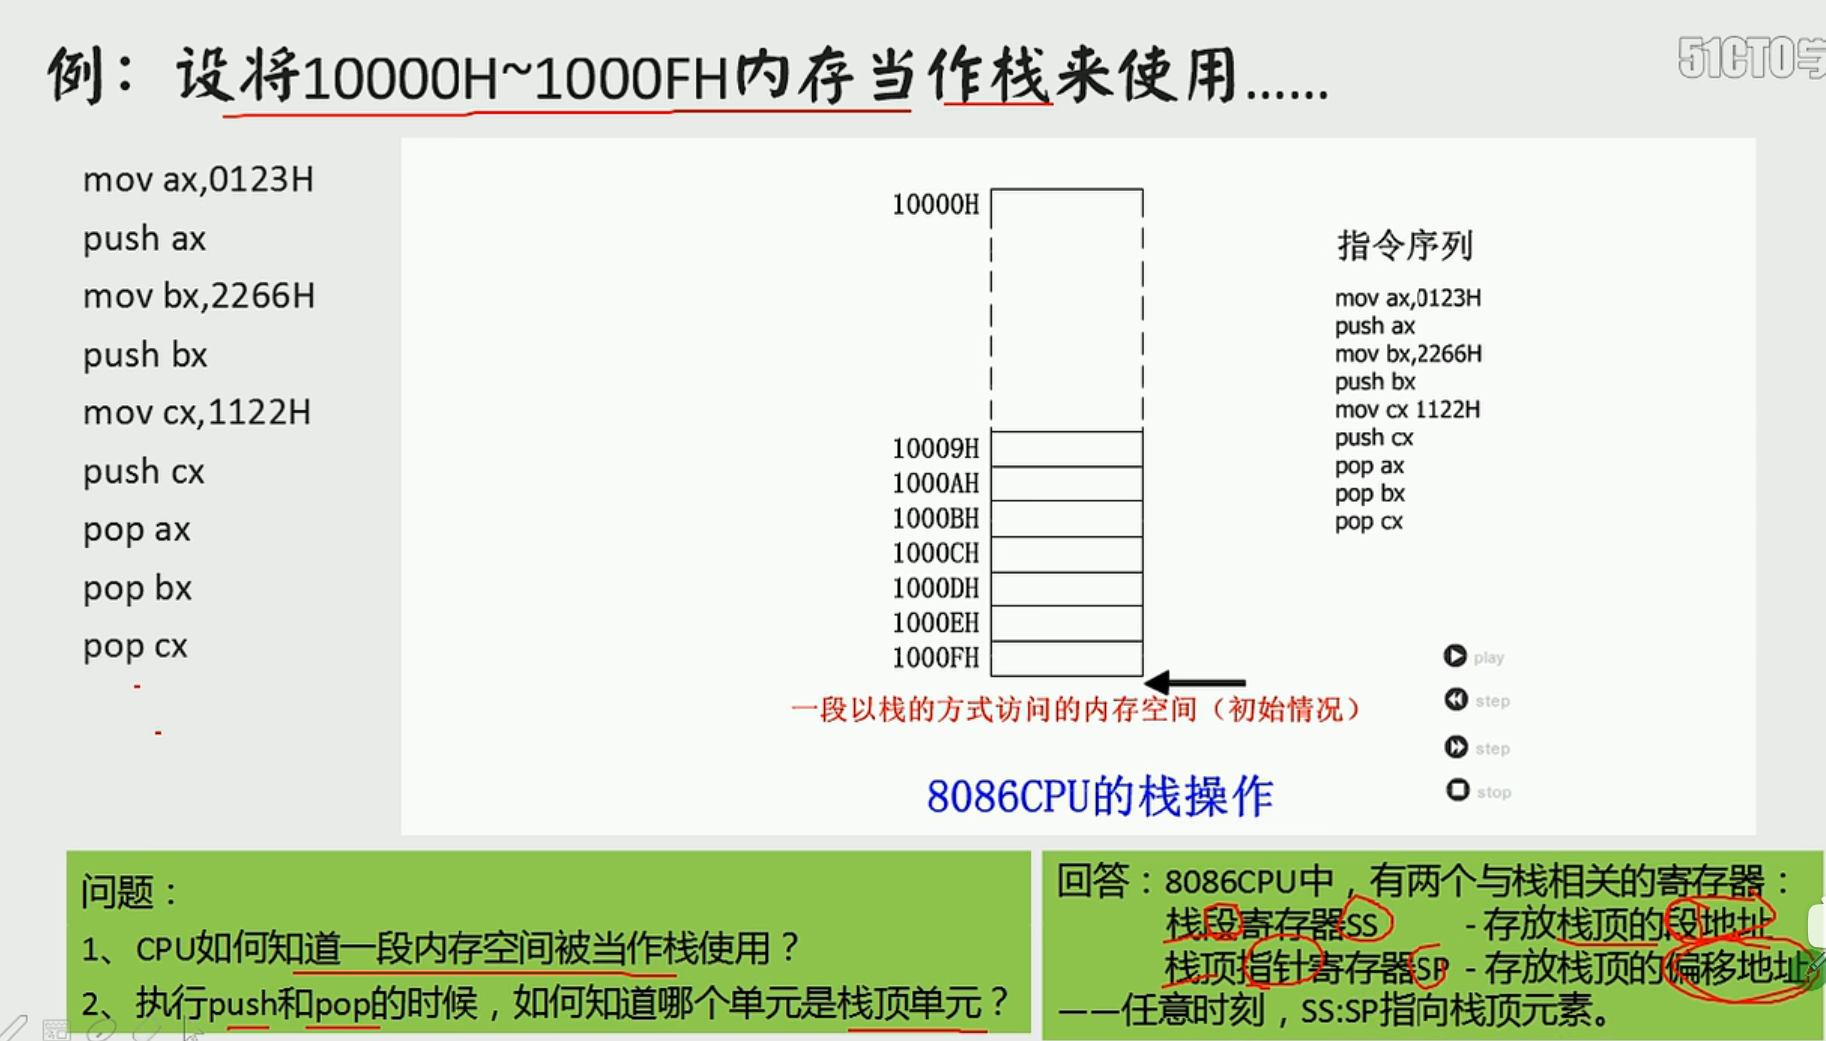 例：设将10000H~1000FH内存当作栈来使用……
51CTO学
mov ax,0123H
push ax
mov bx,2266H
push bx
mov cx,1122H
push cx
pop ax
pop bx
pop cx
10000H
10009H
1000AH
1000BH
1000CH
1000DH
1000EH
1000FH
一段以栈的方式访问的内存空间（初始情况）
8086CPU的栈操作
指令序列
mov ax,0123H
push ax
mov bx,2266H
push bx
mov cx 1122H
push cx
pop ax
pop bx
pop cx
play
step
step
stop
问题：
1、CPU如何知道一段内存空间被当作栈使用？
2、执行push和pop的时候，如何知道哪个单元是栈顶单元？
回答：8086CPU中，有两个与栈相关的寄存器：
栈段寄存器SS - 存放栈顶的段地址
栈顶指针寄存器SP - 存放栈顶的偏移地址
——任意时刻，SS:SP指向栈顶元素。